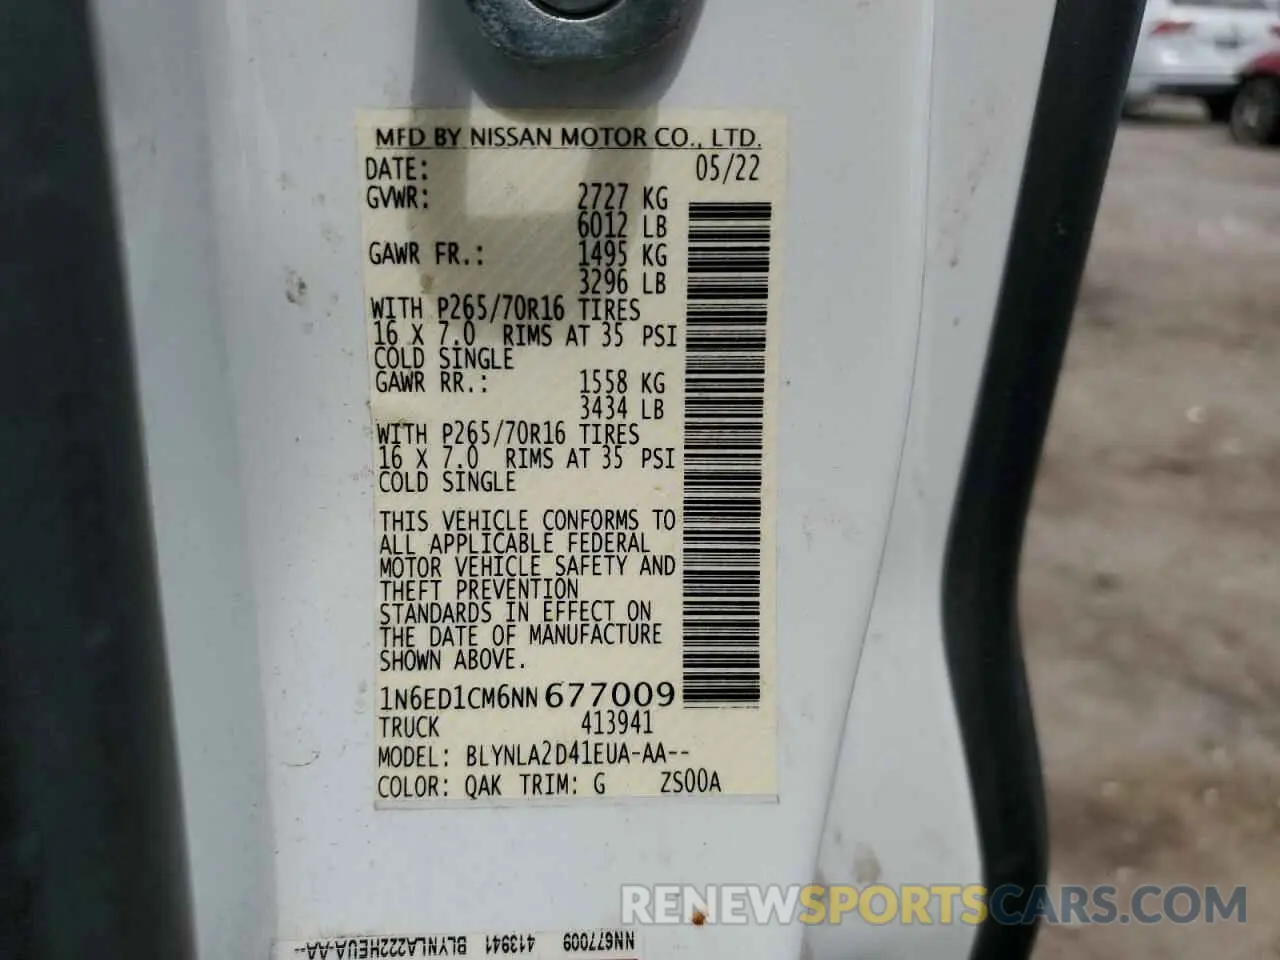 MFD BY NISSAN MOTOR CO., LTD.
DATE: 05/22
GVWR: 2727 KG
6012 LB
GAWR FR.: 1495 KG
3296 LB
WITH P265/70R16 TIRES
16 X 7.0 RIMS AT 35 PSI
COLD SINGLE
GAWR RR.: 1558 KG
3434 LB
WITH P265/70R16 TIRES
16 X 7.0 RIMS AT 35 PSI
COLD SINGLE
THIS VEHICLE CONFORMS TO
ALL APPLICABLE FEDERAL
MOTOR VEHICLE SAFETY AND
THEFT PREVENTION
STANDARDS IN EFFECT ON
THE DATE OF MANUFACTURE
SHOWN ABOVE.
1N6ED1CM6NN677009
TRUCK 413941
MODEL: BLYNLA2D41EUA-AA--
COLOR: QAK TRIM: G ZS00A
RENEWSPORTSCARS.COM
NN677009 413941 BLYNLA222HEUA-AA--